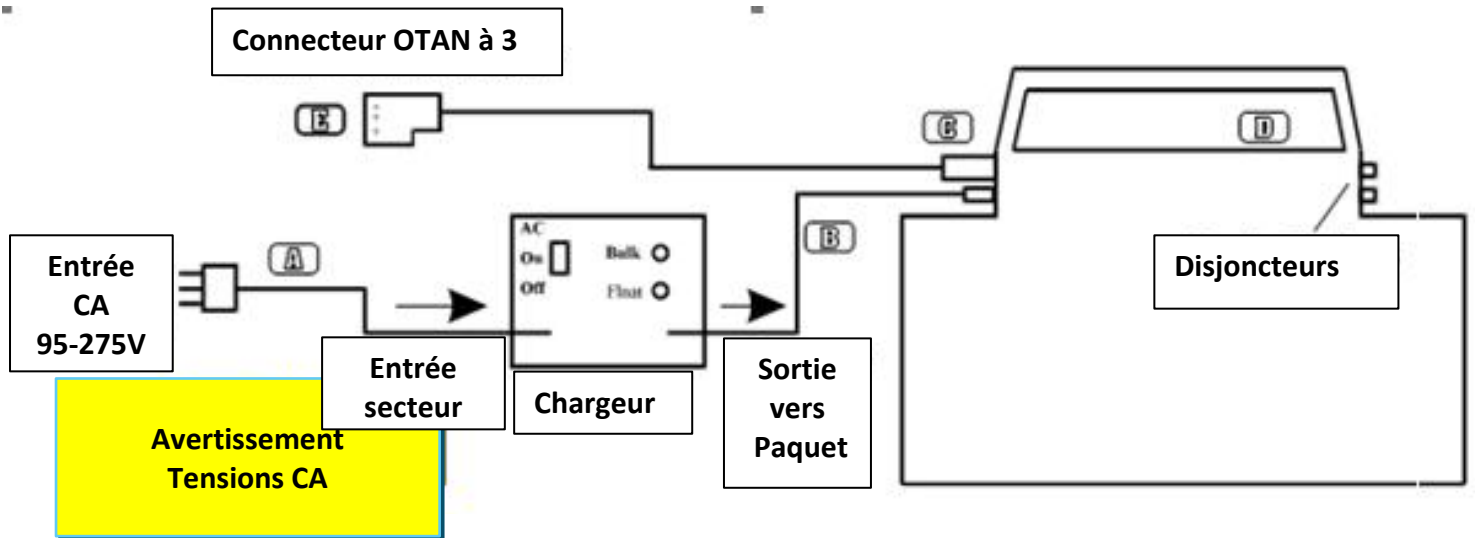 Connecteur OTAN à 3
E
C
D
AC
On
Off
Bulk
Float
B
A
Entrée
CA
95-275V
Disjoncteurs
Entrée
secteur
Chargeur
Sortie
vers
Paquet
Avertissement
Tensions CA